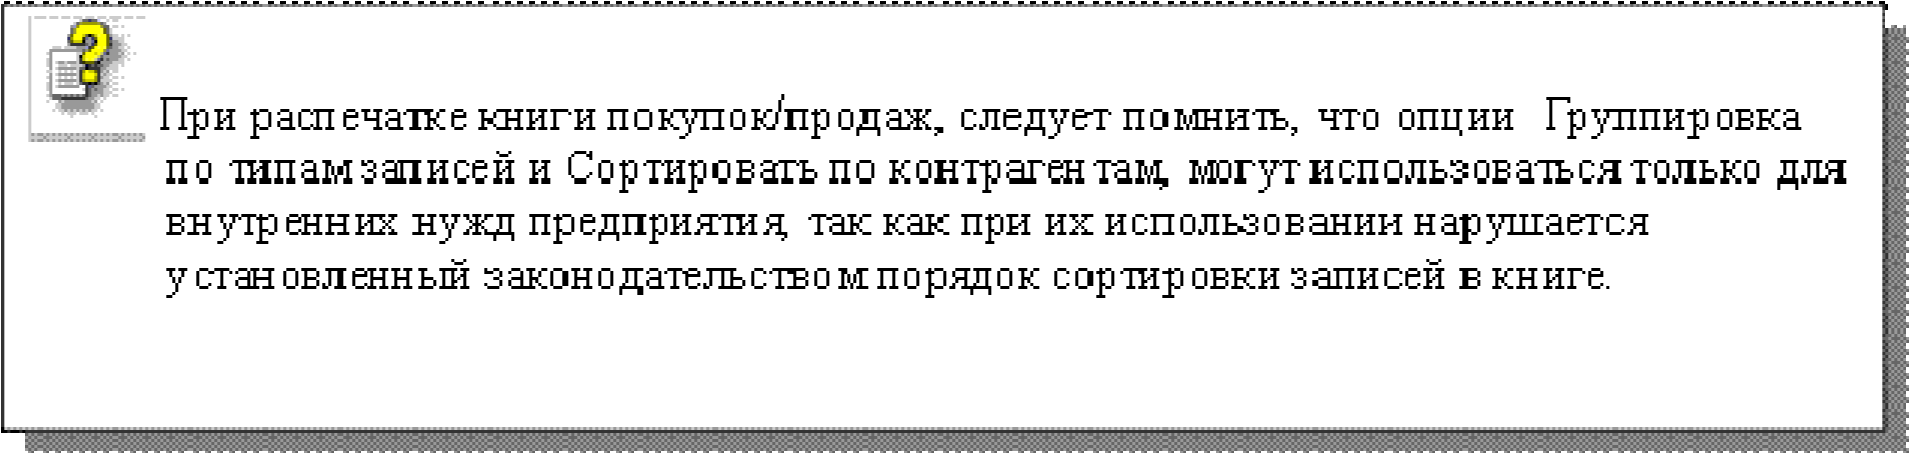 При распечатке книги покупок/продаж, следует помнить, что опции Группировка
по типам записей и Сортировать по контрагентам, могут использоваться только для
внутренних нужд предприятия, так как при их использовании нарушается
установленный законодательством порядок сортировки записей в книге.